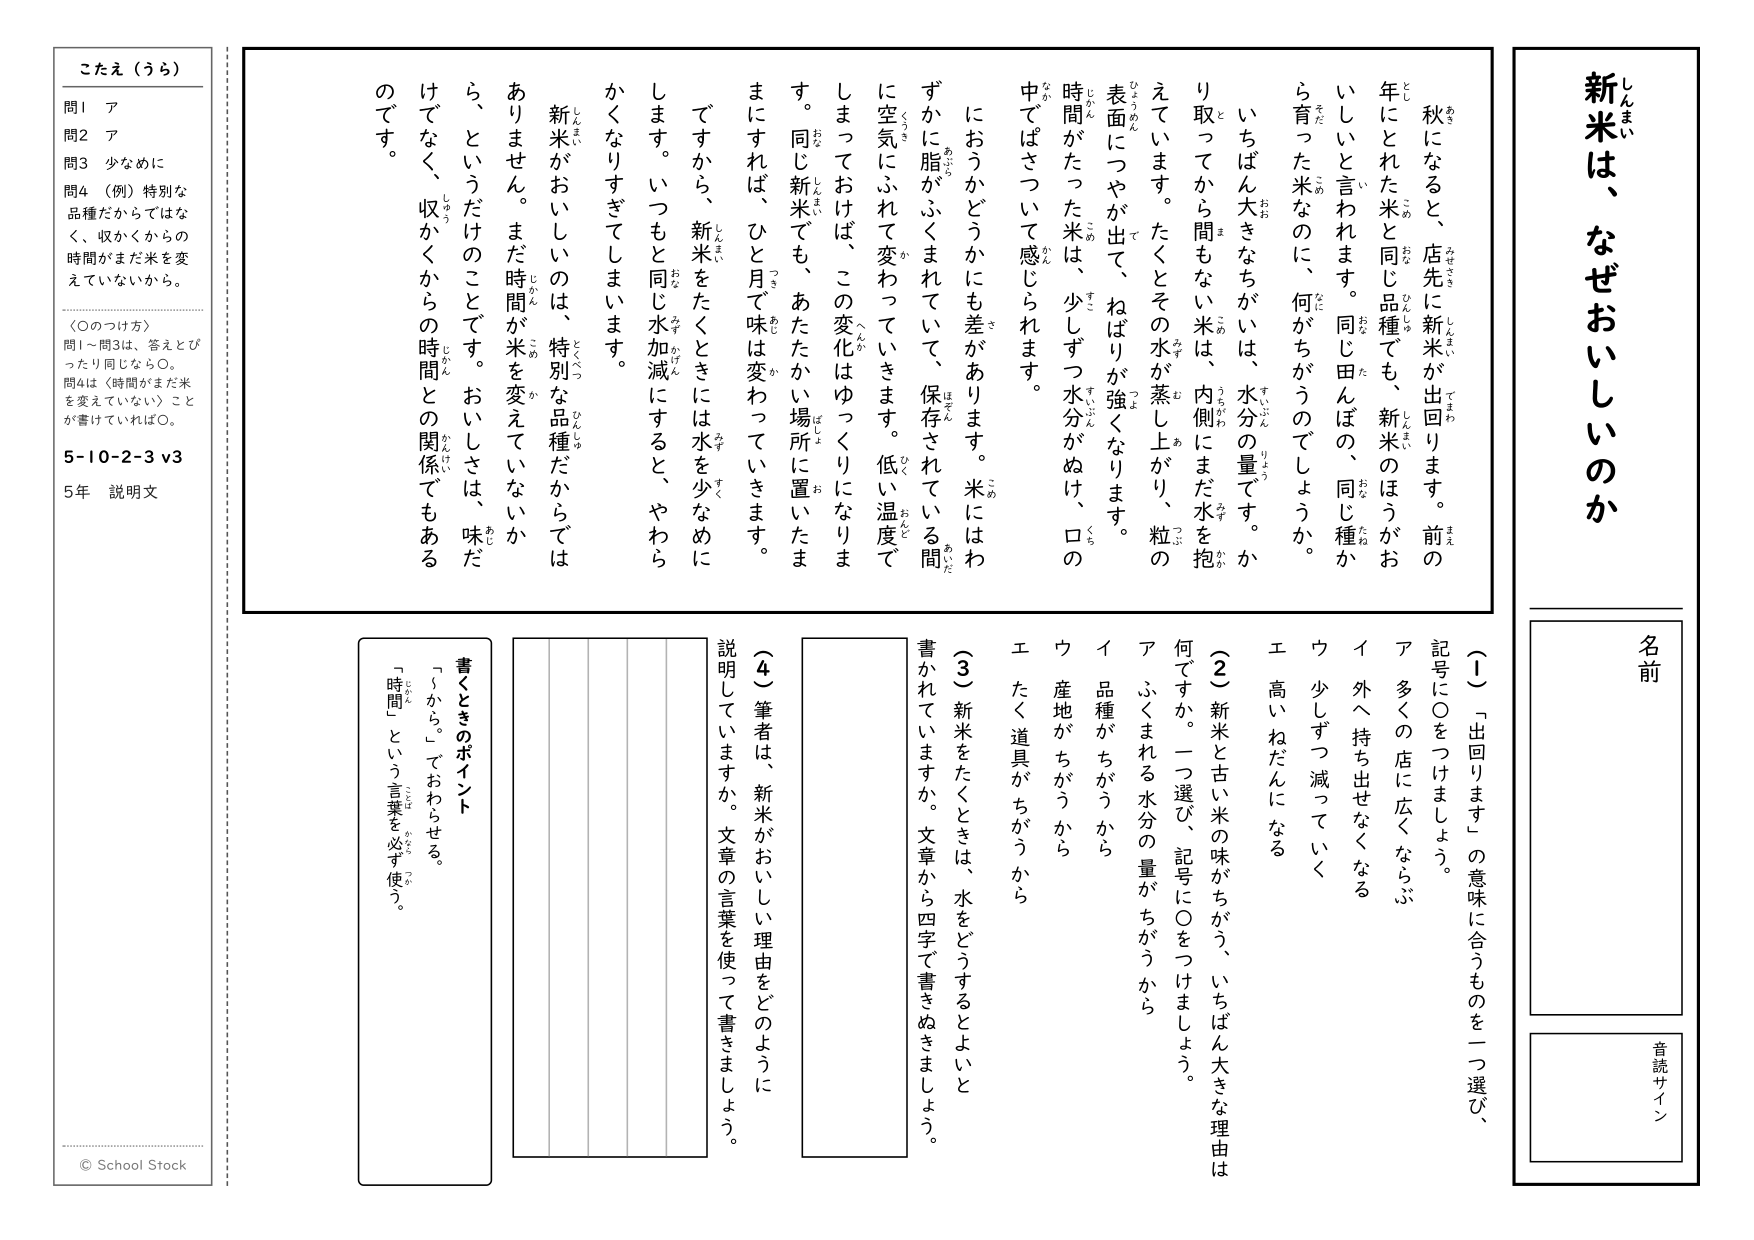 新米は、なぜおいしいのか
しんまい
名前
音読サイン
秋になると、店先に新米が出回ります。前の
年にとれた米と同じ品種でも、新米のほうがお
いしいと言われます。同じ田んぼの、同じ種か
ら育った米なのに、何がちがうのでしょうか。
いちばん大きなちがいは、水分の量です。か
り取ってから間もない米は、内側にまだ水を抱
えています。たくとその水が蒸し上がり、粒の
表面につやが出て、ねばりが強くなります。
時間がたった米は、少しずつ水分がぬけ、口の
中でぱさついて感じられます。
におうかどうかにも差があります。米にはわ
ずかに脂がふくまれていて、保存されている間
に空気にふれて変わっていきます。低い温度で
しまっておけば、この変化はゆっくりになりま
す。同じ新米でも、あたたかい場所に置いたま
まにすれば、ひと月で味は変わっていきます。
ですから、新米をたくときには水を少なめに
します。いつもと同じ水加減にすると、やわら
かくなりすぎてしまいます。
新米がおいしいのは、特別な品種だからでは
ありません。まだ時間が米を変えていないか
ら、というだけのことです。おいしさは、味だ
けでなく、収かくからの時間との関係でもある
のです。
(1)「出回ります」の意味に合うものを一つ選び、
記号に〇をつけましょう。
ア 多くの 店に 広く ならぶ
イ 外へ 持ち出せなく なる
ウ 少しずつ 減って いく
エ 高い ねだんに なる
(2) 新米と古い米の味がちがう、いちばん大きな理由は
何ですか。一つ選び、記号に〇をつけましょう。
ア ふくまれる 水分の 量が ちがう から
イ 品種が ちがう から
ウ 産地が ちがう から
エ たく 道具が ちがう から
(3) 新米をたくときは、水をどうするとよいと
書かれていますか。文章から四字で書きぬきましょう。
(4) 筆者は、新米がおいしい理由をどのように
説明していますか。文章の言葉を使って書きましょう。
書くときのポイント
「〜から。」でおわらせる。
「時間」という言葉を必ず使う。
こたえ（うら）
問1 ア
問2 ア
問3 少なめに
問4 （例）特別な
品種だからではな
く、収かくからの
時間がまだ米を変
えていないから。
〈〇のつけ方〉
問1〜問3は、答えとぴ
ったり同じなら〇。
問4は〈時間がまだ米
を変えていない〉こと
が書けていれば〇。
5-10-2-3 v3
5年 説明文
© School Stock